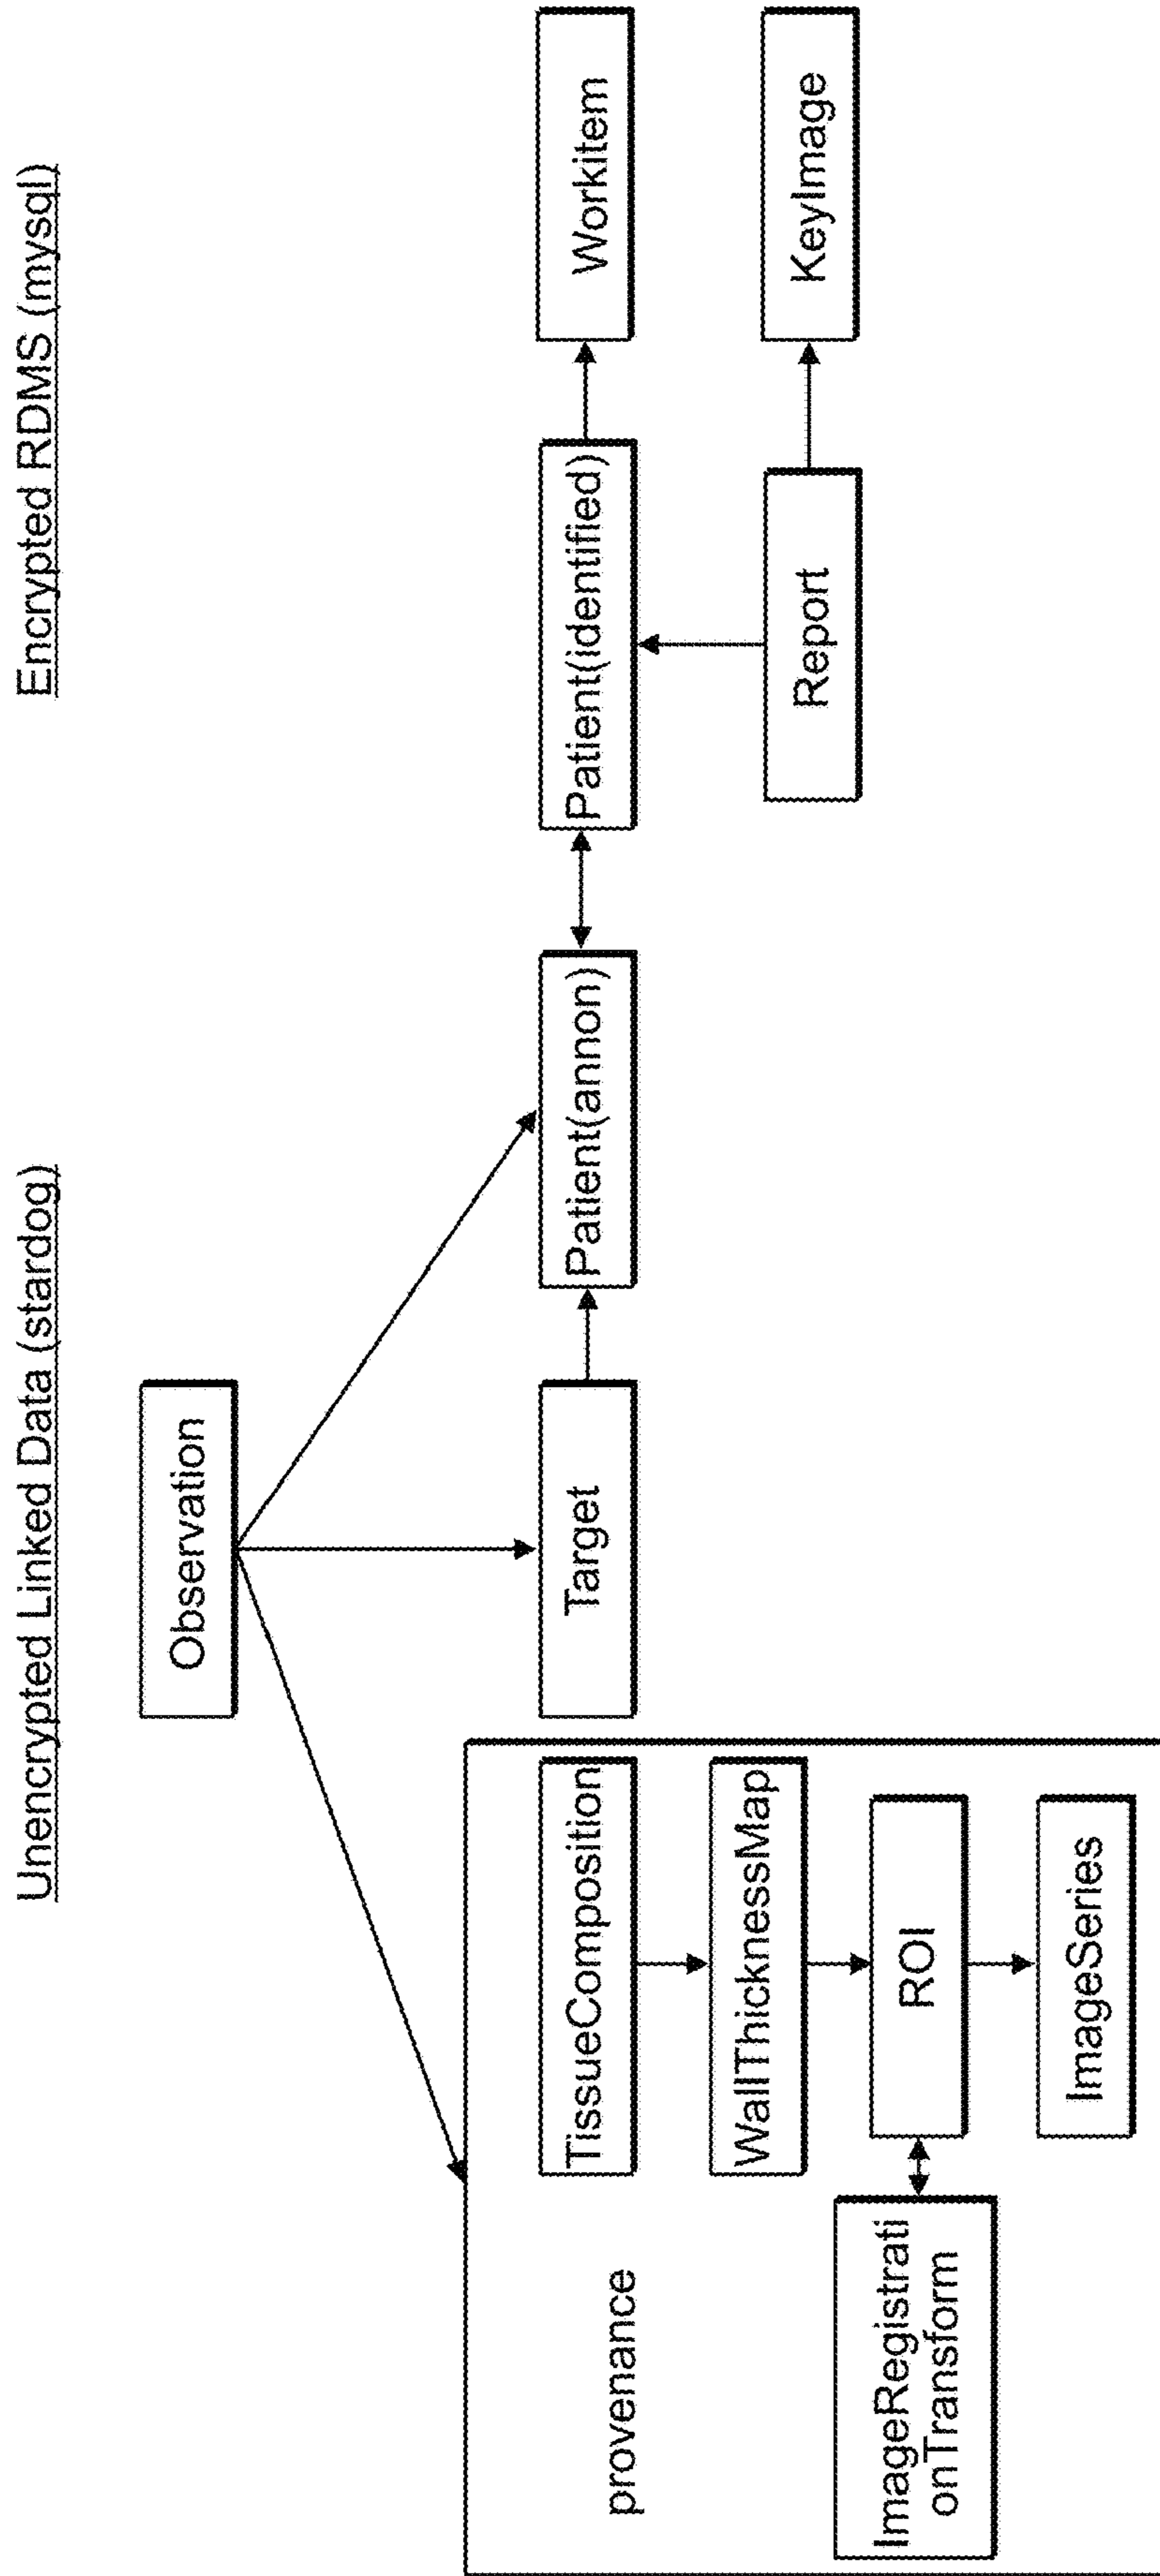 Unencrypted Linked Data (stardog)
Encrypted RDMS (mysql)
Observation
provenance
TissueComposition
Target
Patient(annon)
Patient(identified)
Workitem
WallThicknessMap
ImageRegistrati
onTransform
ROI
Report
KeyImage
ImageSeries